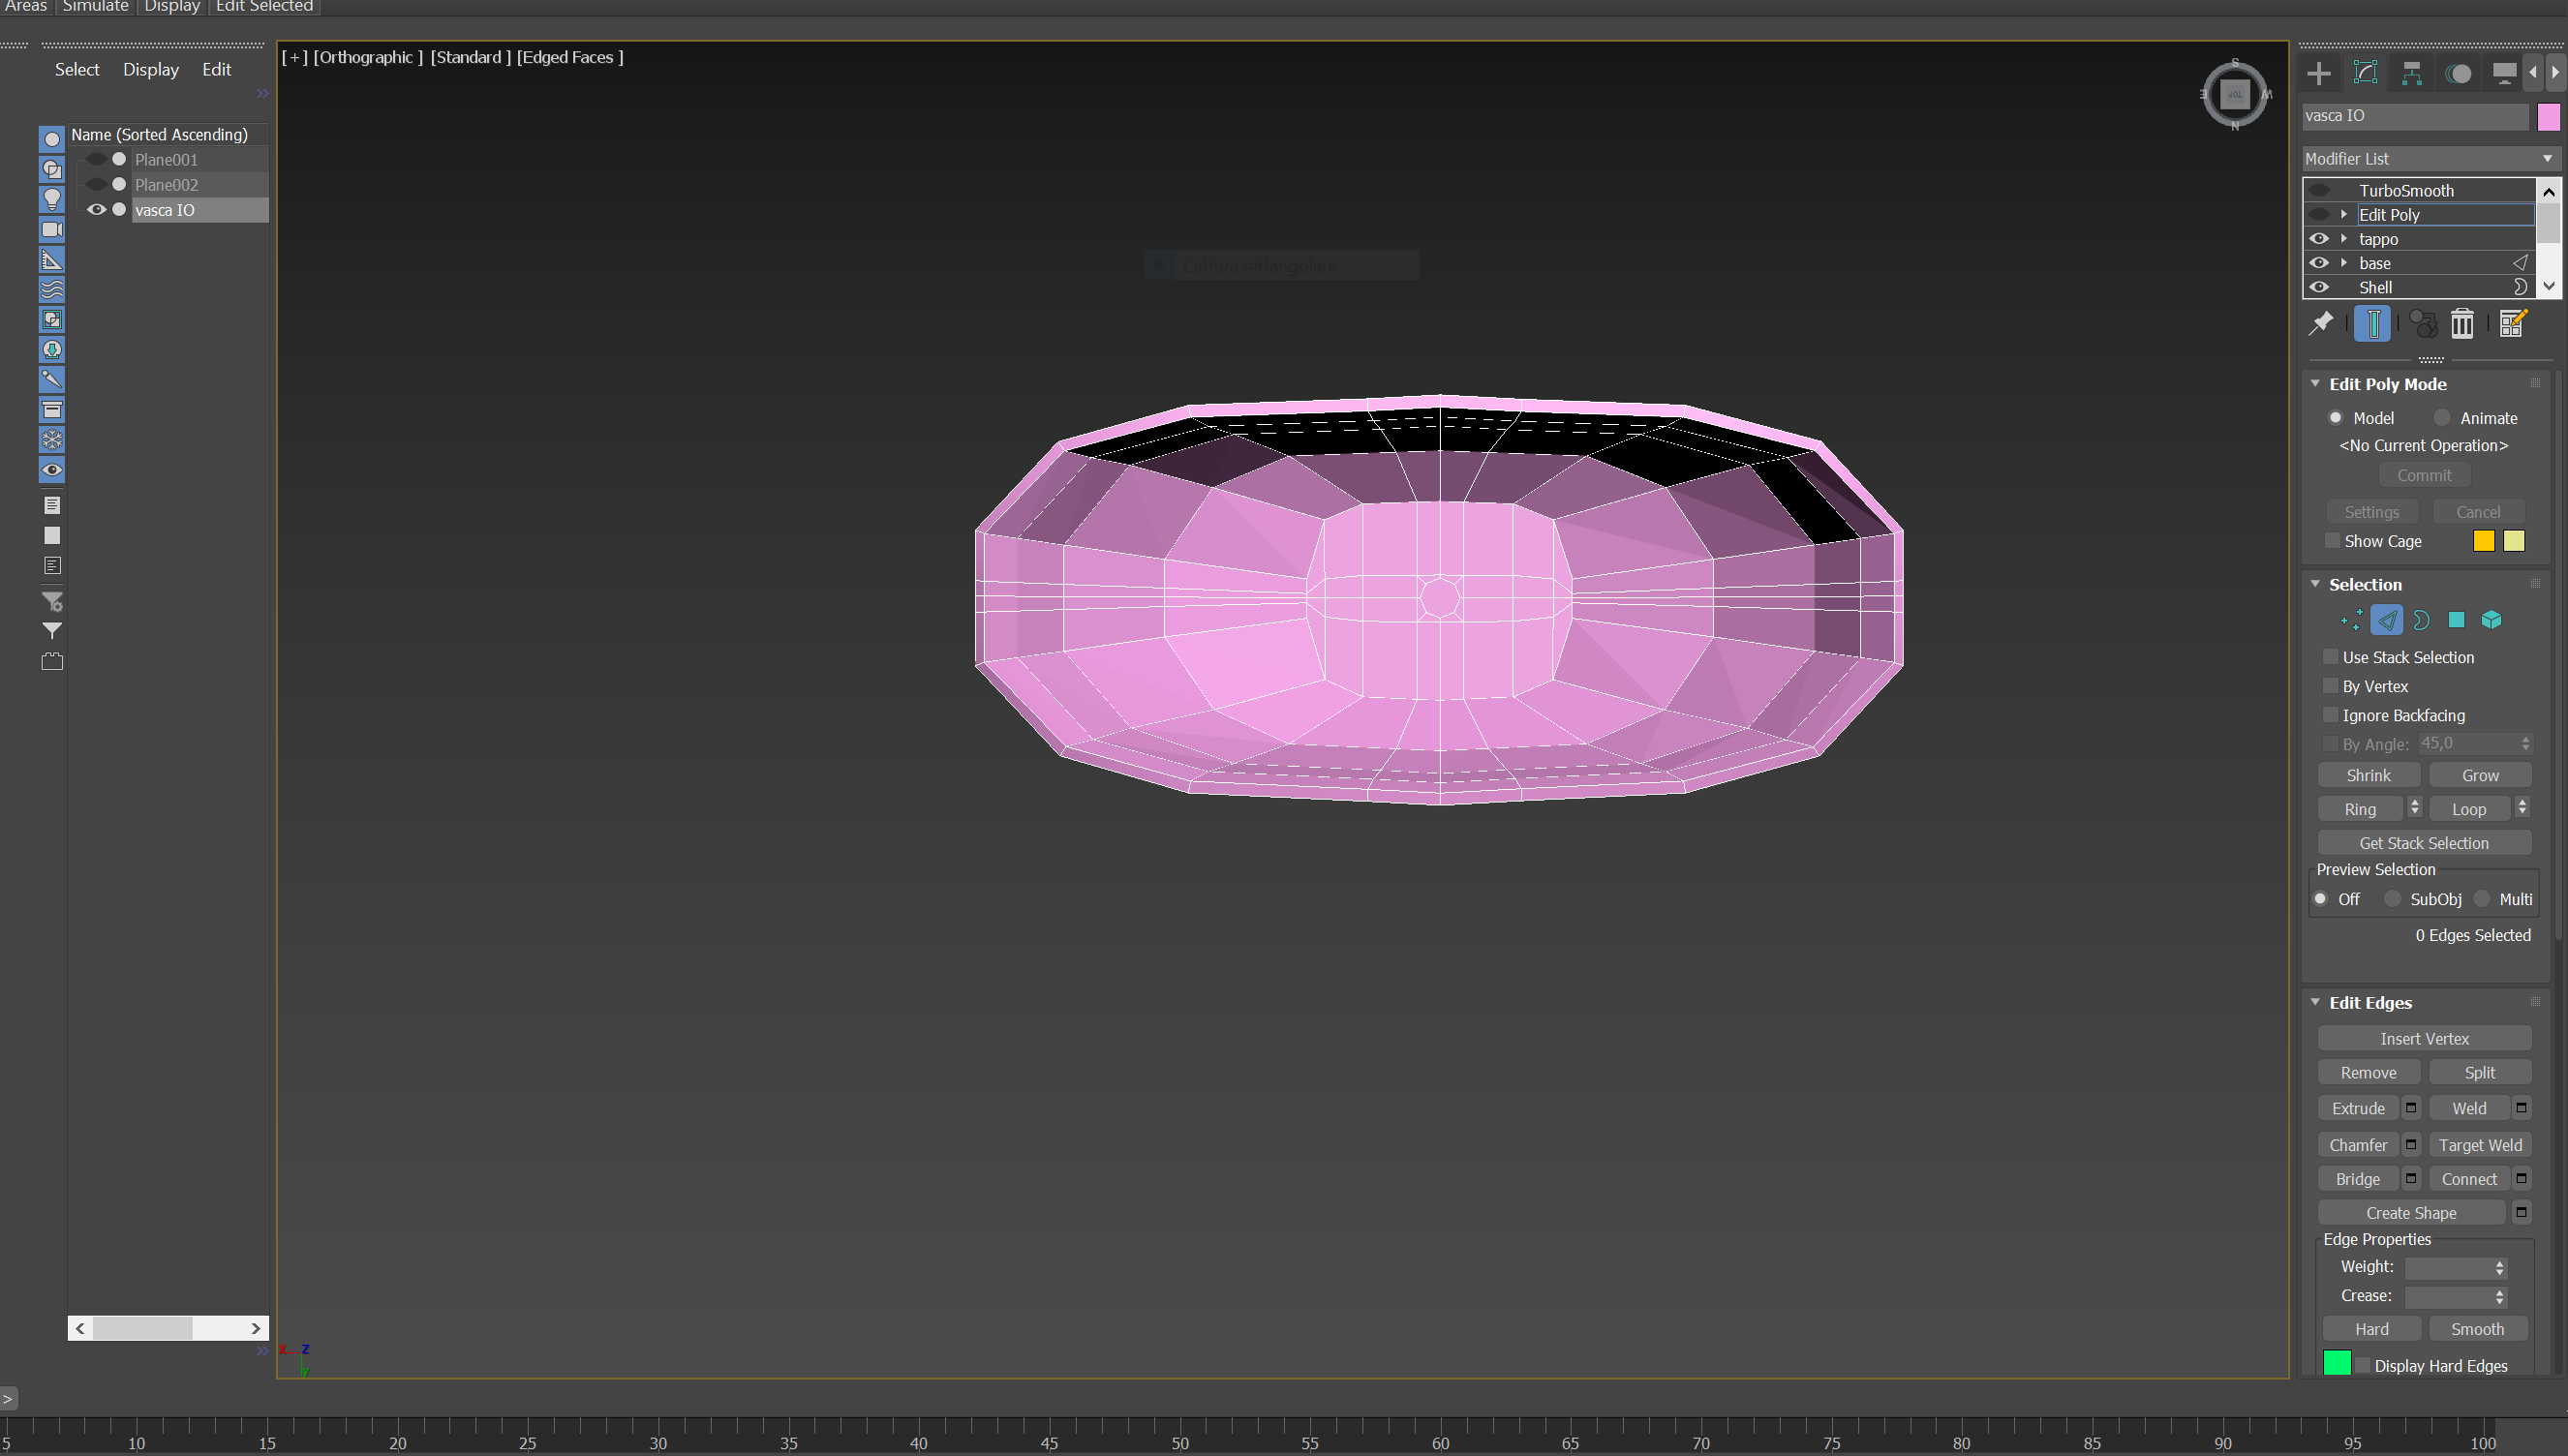 Areas Simulate Display Edit Selected
Select Display Edit
Name (Sorted Ascending)
Plane001
Plane002
vasca IO
[ + ] [Orthographic ] [Standard ] [Edged Faces ]
Cattura rettangolare
S
E TOP W
N
vasca IO
Modifier List
TurboSmooth
Edit Poly
tappo
base
Shell
Edit Poly Mode
Model Animate
<No Current Operation>
Commit
Settings Cancel
Show Cage
Selection
Use Stack Selection
By Vertex
Ignore Backfacing
By Angle: 45,0
Shrink Grow
Ring Loop
Get Stack Selection
Preview Selection
Off SubObj Multi
0 Edges Selected
Edit Edges
Insert Vertex
Remove Split
Extrude Weld
Chamfer Target Weld
Bridge Connect
Create Shape
Edge Properties
Weight:
Crease:
Hard Smooth
Display Hard Edges
x z
y
>
5 10 15 20 25 30 35 40 45 50 55 60 65 70 75 80 85 90 95 100